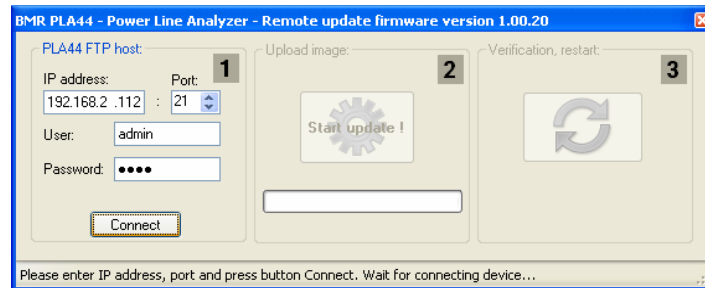 BMR PLA44 - Power Line Analyzer - Remote update firmware version 1.00.20
PLA44 FTP host:
1
IP address:
Port:
192.168.2 .112 : 21
User:
admin
Password:
●●●●
Connect
Upload image:
2
Start update !
Verification, restart:
3
Please enter IP address, port and press button Connect. Wait for connecting device...